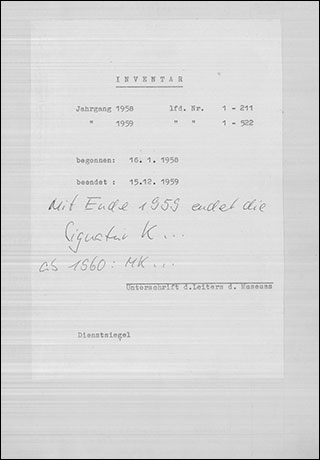 INVENTAR
Jahrgang 1958 lfd. Nr. 1 - 211
" 1959 " " 1 - 522
begonnen: 16. 1. 1958
beendet : 15.12. 1959
Mit Ende 1959 endet die
Signatur K...
ab 1960: MK...
Unterschrift d.Leiters d. Museums
Dienstsiegel